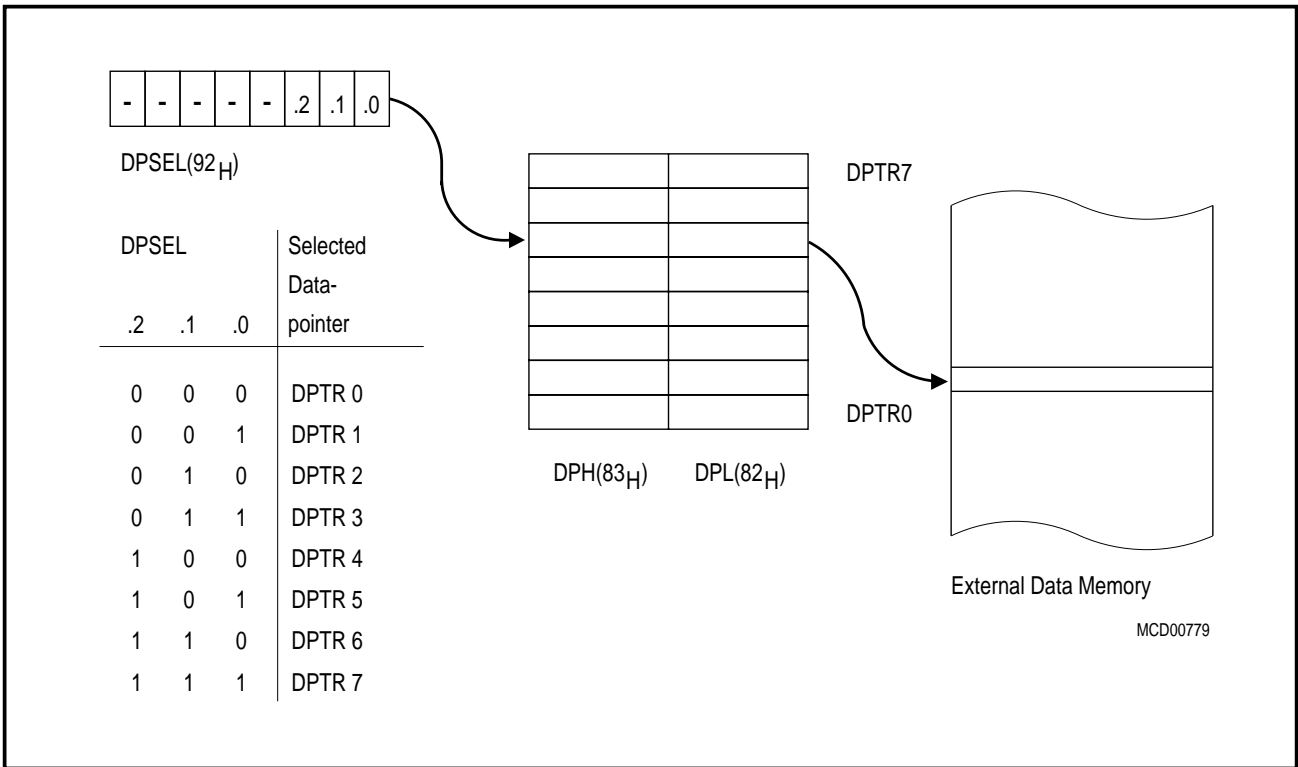 - - - - - .2 .1 .0
DPSEL(92H)
DPSEL Selected
Data-
.2 .1 .0 pointer
0 0 0 DPTR 0
0 0 1 DPTR 1
0 1 0 DPTR 2
0 1 1 DPTR 3
1 0 0 DPTR 4
1 0 1 DPTR 5
1 1 0 DPTR 6
1 1 1 DPTR 7
DPTR7
DPTR0
DPH(83H) DPL(82H)
External Data Memory
MCD00779